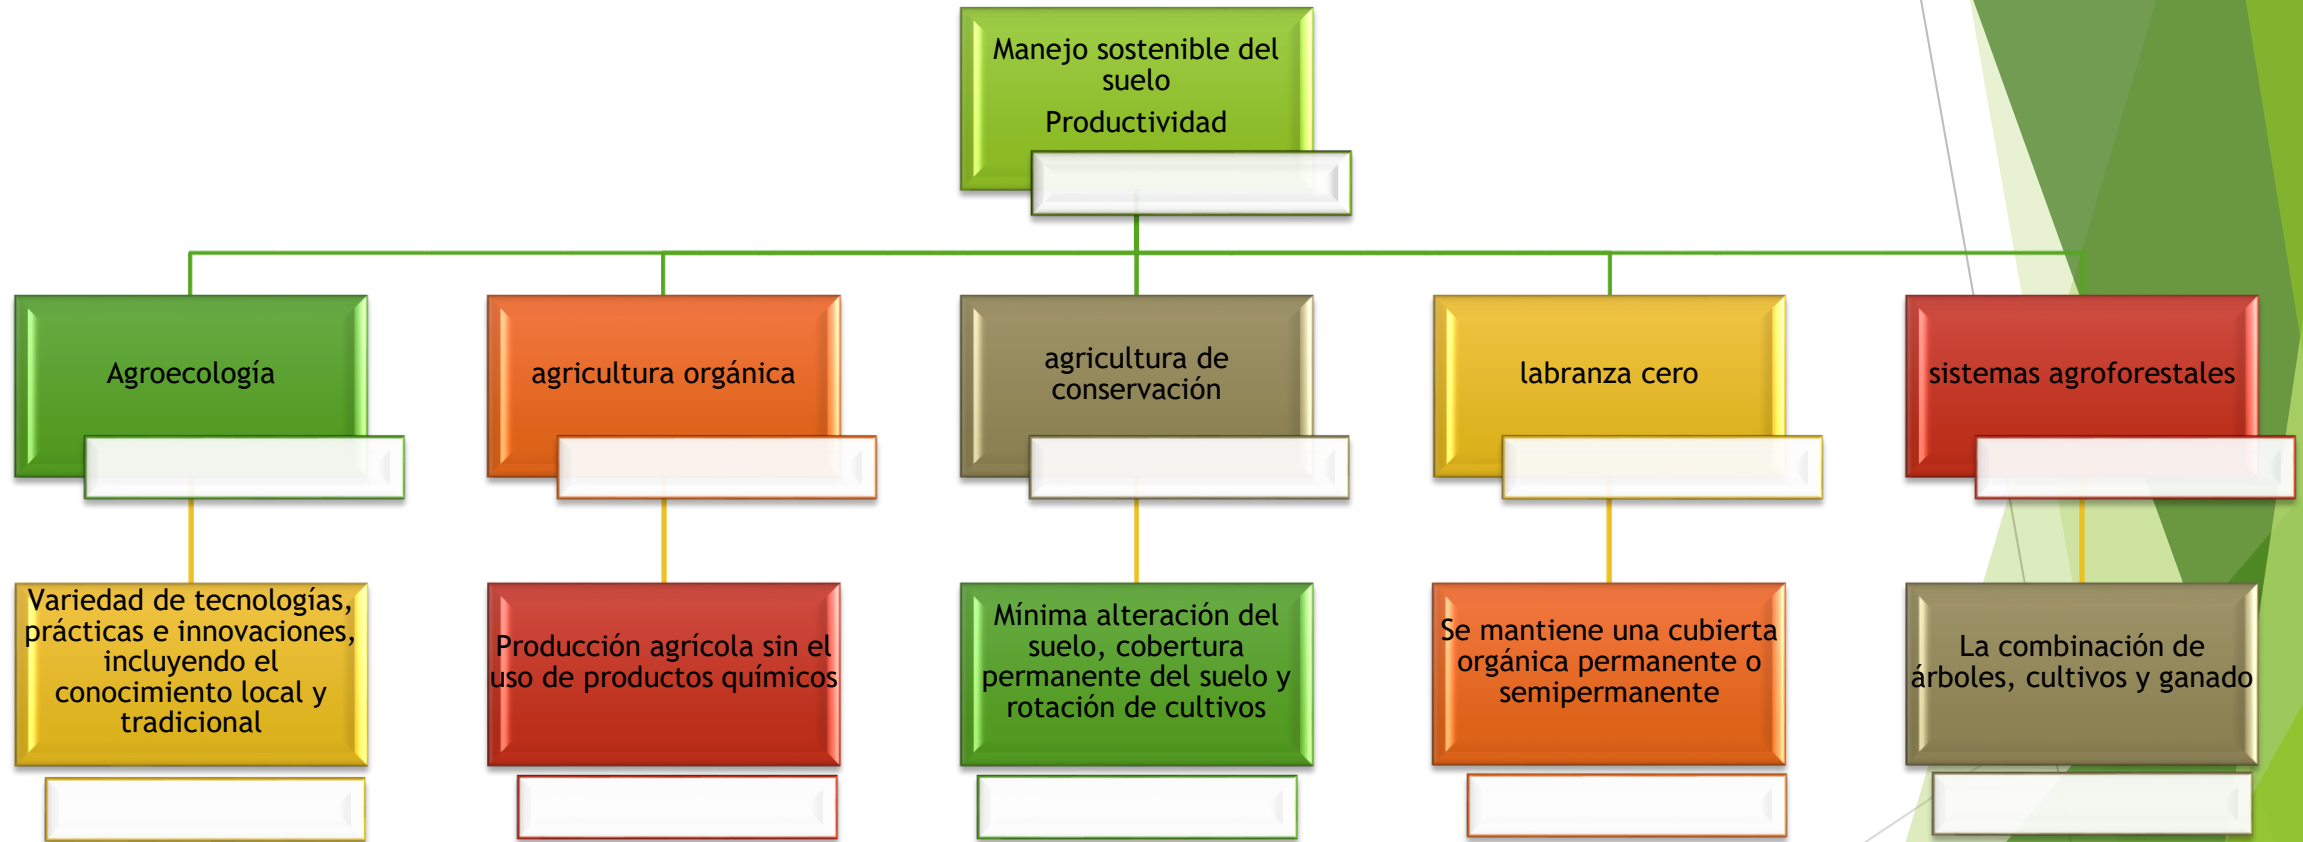 Manejo sostenible del
suelo
Productividad
Agroecología
agricultura orgánica
agricultura de
conservación
labranza cero
sistemas agroforestales
Variedad de tecnologías,
prácticas e innovaciones,
incluyendo el
conocimiento local y
tradicional
Producción agrícola sin el
uso de productos químicos
Mínima alteración del
suelo, cobertura
permanente del suelo y
rotación de cultivos
Se mantiene una cubierta
orgánica permanente o
semipermanente
La combinación de
árboles, cultivos y ganado